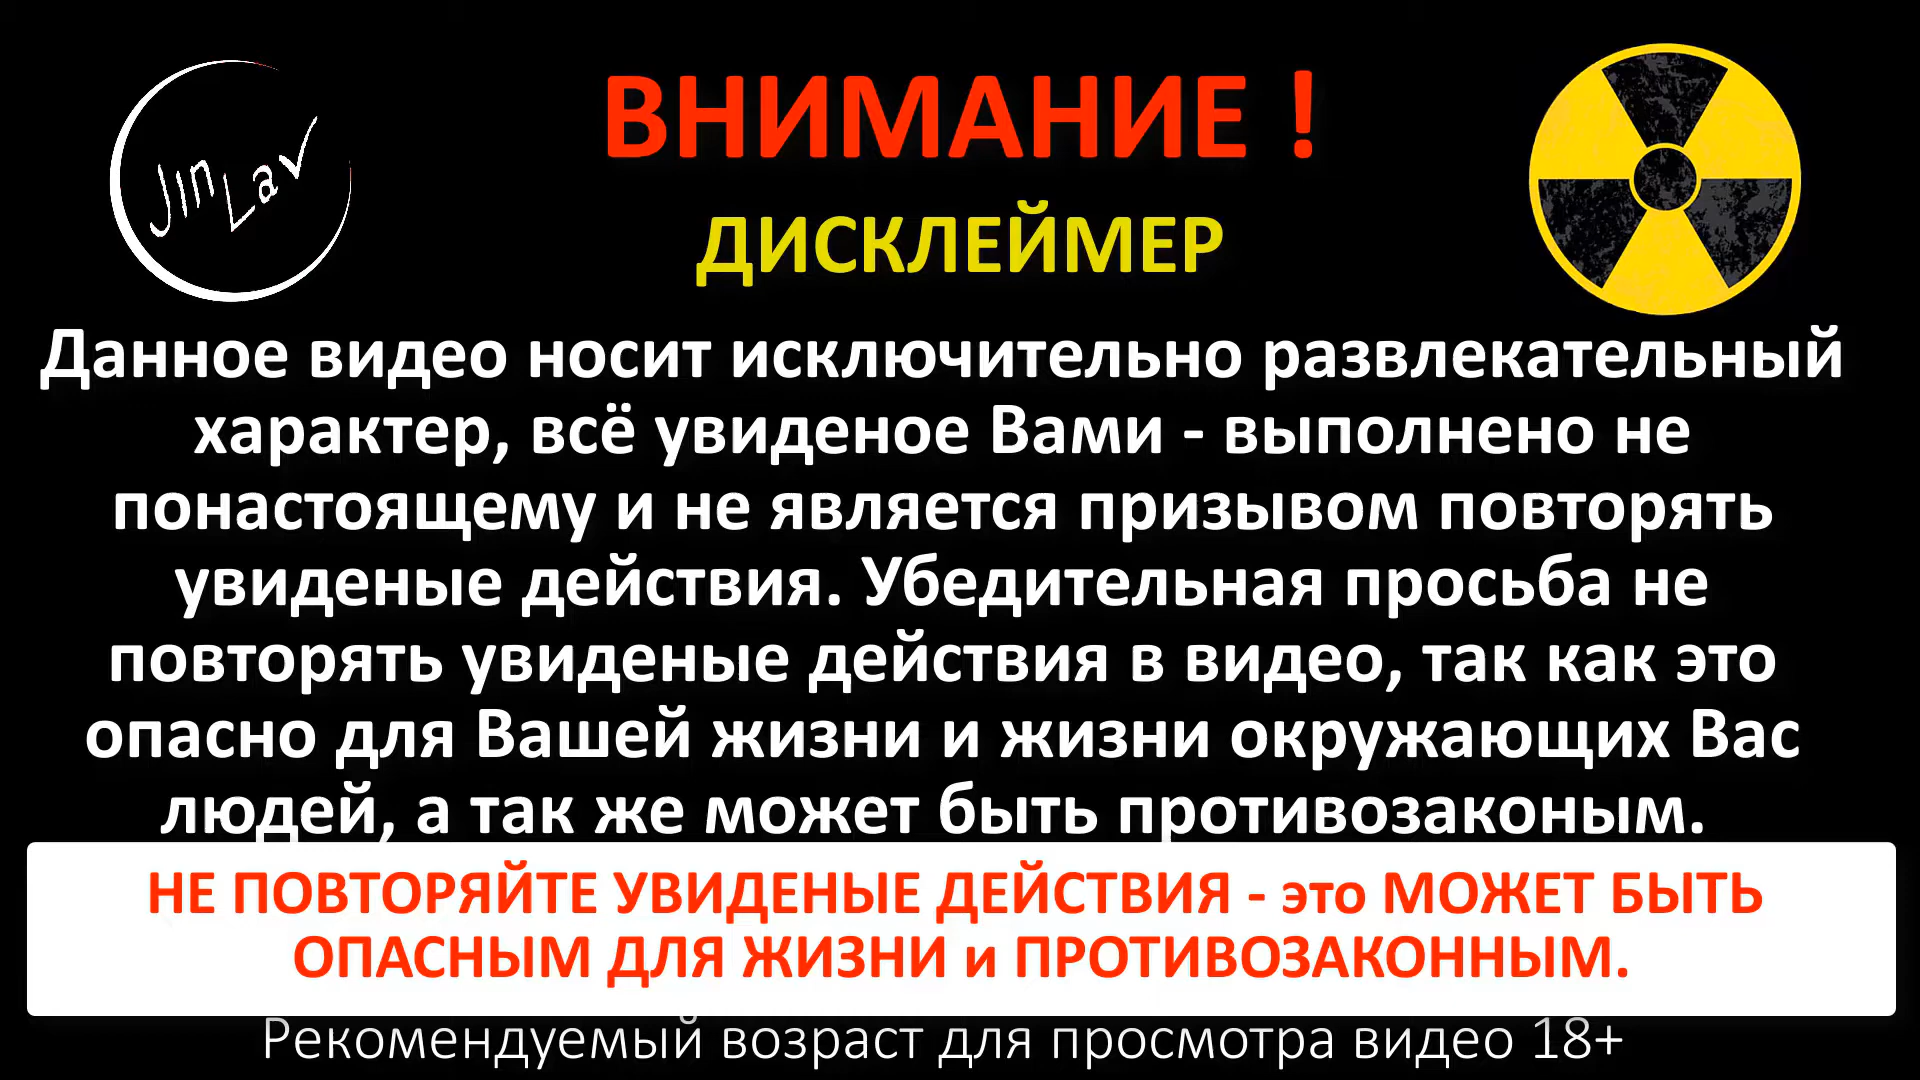 Jin Lav
ВНИМАНИЕ !
ДИСКЛЕЙМЕР
Данное видео носит исключительно развлекательный
характер, всё увиденое Вами - выполнено не
понастоящему и не является призывом повторять
увиденые действия. Убедительная просьба не
повторять увиденые действия в видео, так как это
опасно для Вашей жизни и жизни окружающих Вас
людей, а так же может быть противозаконым.
НЕ ПОВТОРЯЙТЕ УВИДЕНЫЕ ДЕЙСТВИЯ - это МОЖЕТ БЫТЬ
ОПАСНЫМ ДЛЯ ЖИЗНИ и ПРОТИВОЗАКОННЫМ.
Рекомендуемый возраст для просмотра видео 18+